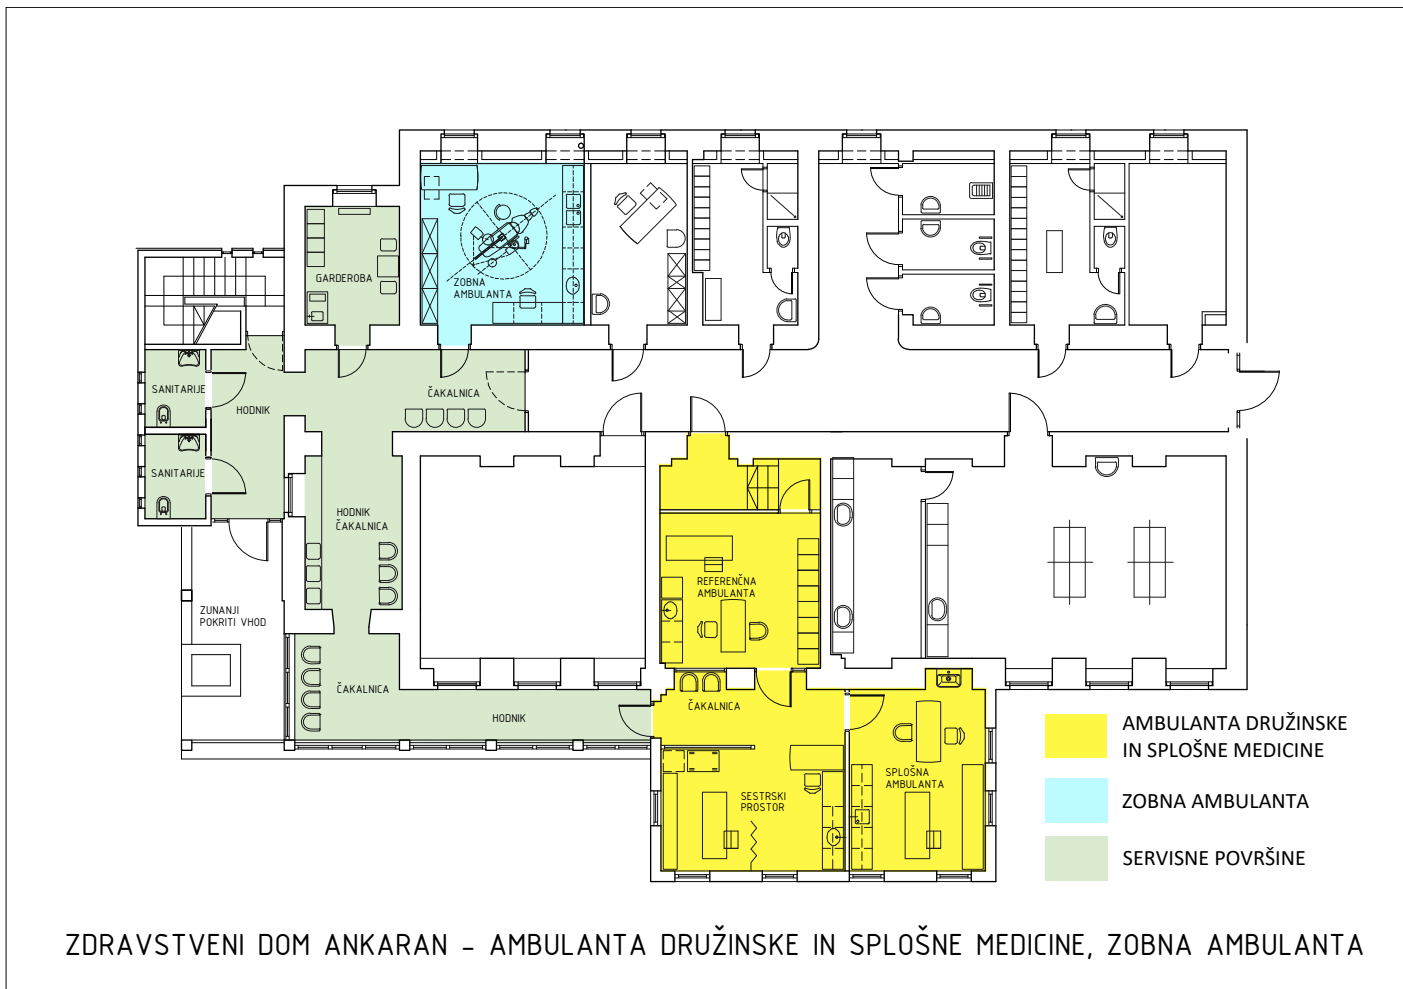 GARDEROBA
ZOBNA
AMBULANTA
SANITARIJE
HODNIK
ČAKALNICA
SANITARIJE
HODNIK
ČAKALNICA
REFERENČNA
AMBULANTA
ZUNANJI
POKRITI VHOD
ČAKALNICA
HODNIK
ČAKALNICA
SESTRSKI
PROSTOR
SPLOŠNA
AMBULANTA
AMBULANTA DRUŽINSKE
IN SPLOŠNE MEDICINE
ZOBNA AMBULANTA
SERVISNE POVRŠINE
ZDRAVSTVENI DOM ANKARAN - AMBULANTA DRUŽINSKE IN SPLOŠNE MEDICINE, ZOBNA AMBULANTA